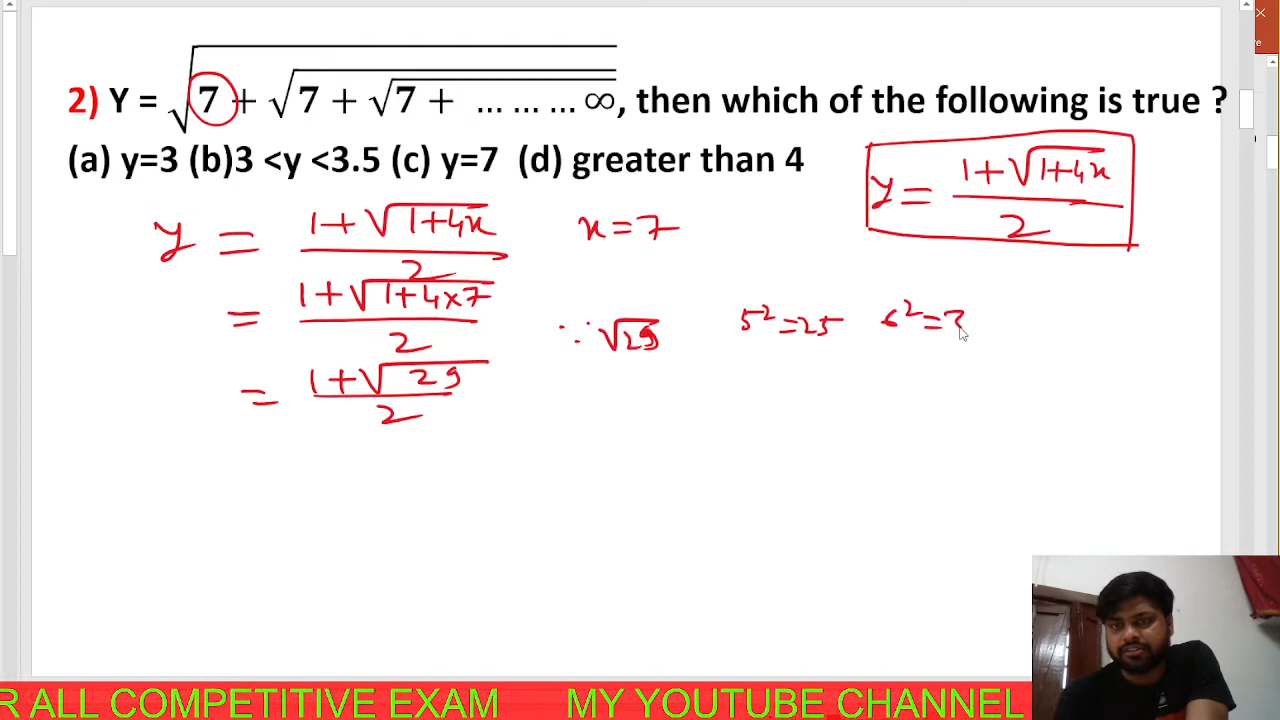 2) Y = √7 + √7 + √7 + ... ... ... ∞, then which of the following is true ?
(a) y=3 (b)3 <y <3.5 (c) y=7 (d) greater than 4
y = (1+√1+4x)/2
y = (1+√1+4x)/2 x=7
= (1+√1+4×7)/2
∵ √29 5²=25 6²=3
= (1+√29)/2
R ALL COMPETITIVE EXAM MY YOUTUBE CHANNEL